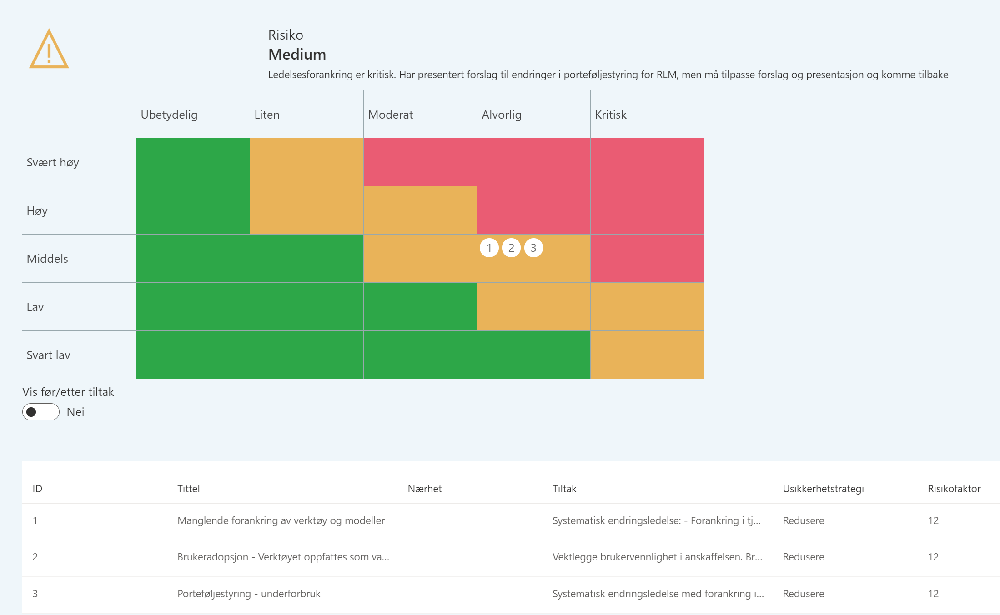 Risiko
Medium
Ledelsesforankring er kritisk. Har presentert forslag til endringer i porteføljestyring for RLM, men må tilpasse forslag og presentasjon og komme tilbake
Ubetydelig Liten Moderat Alvorlig Kritisk
Svært høy
Høy
Middels 1 2 3
Lav
Svart lav
Vis før/etter tiltak
Nei
ID Tittel Nærhet Tiltak Usikkerhetstrategi Risikofaktor
1 Manglende forankring av verktøy og modeller Systematisk endringsledelse: - Forankring i tj... Redusere 12
2 Brukeradopsjon - Verktøyet oppfattes som va... Vektlegge brukervennlighet i anskaffelsen. Br... Redusere 12
3 Porteføljestyring - underforbruk Systematisk endringsledelse med forankring i... Redusere 12